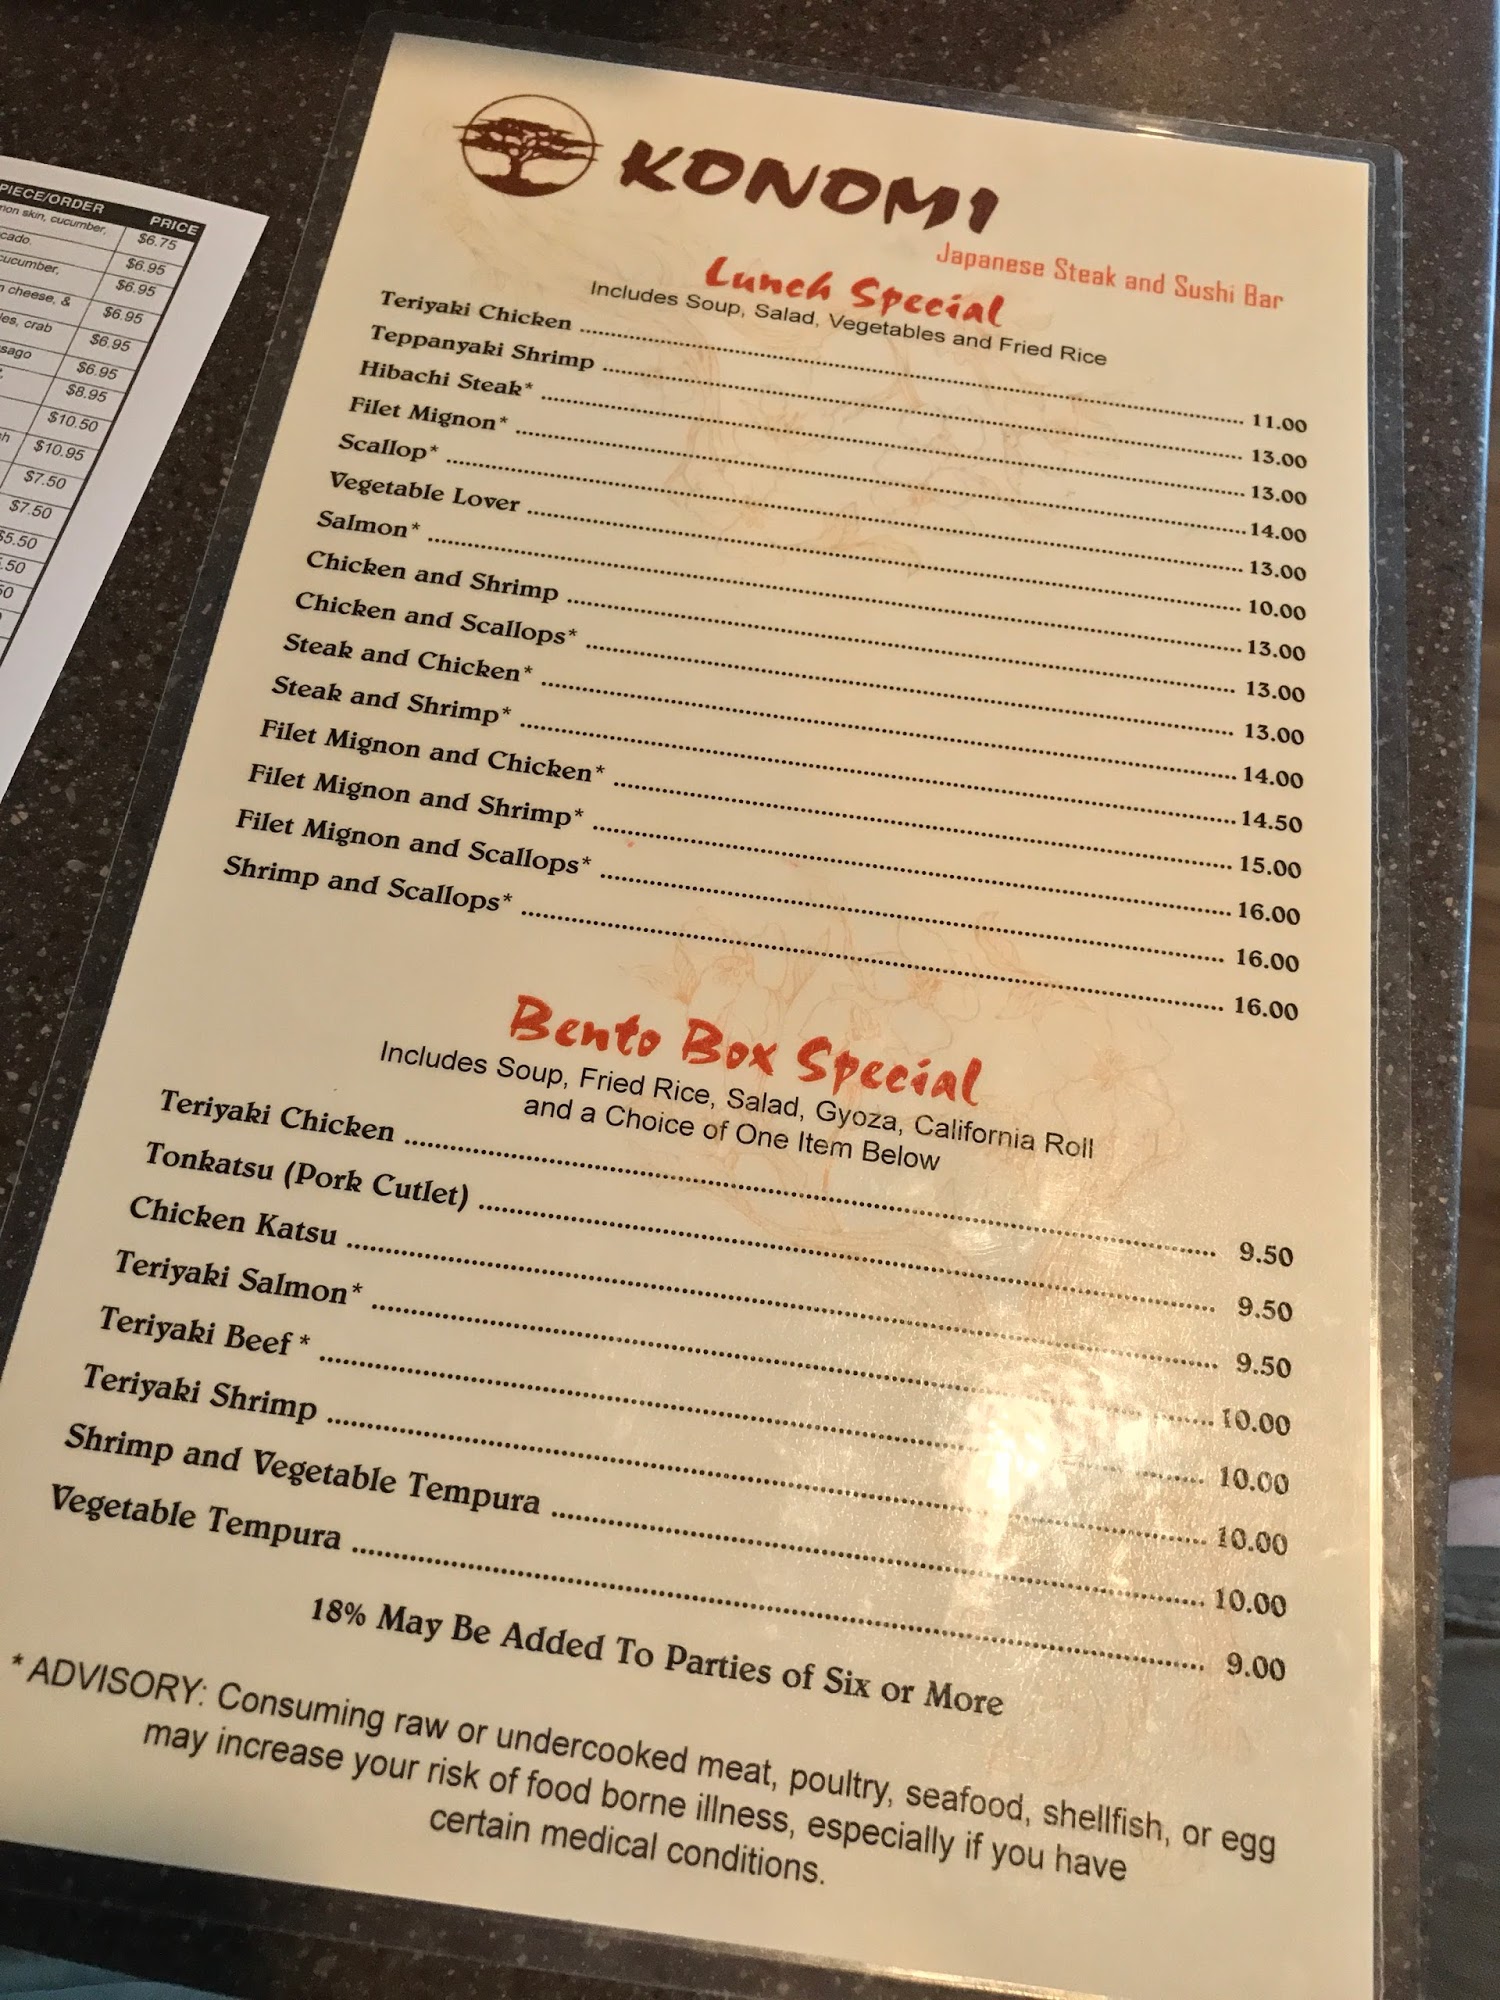 PIECE/ORDER PRICE
skin, cucumber, $6.75
$6.95
cucumber, $6.95
cheese, & $6.95
crab $6.95
$6.95
$8.95
$10.50
$10.95
$7.50
$7.50
KONOMI
Japanese Steak and Sushi Bar
Lunch Special
Includes Soup, Salad, Vegetables and Fried Rice
Teriyaki Chicken 11.00
Teppanyaki Shrimp 13.00
Hibachi Steak* 13.00
Filet Mignon* 14.00
Scallop* 13.00
Vegetable Lover 10.00
Salmon* 13.00
Chicken and Shrimp 13.00
Chicken and Scallops* 13.00
Steak and Chicken* 14.00
Steak and Shrimp* 14.50
Filet Mignon and Chicken* 15.00
Filet Mignon and Shrimp* 16.00
Filet Mignon and Scallops* 16.00
Shrimp and Scallops* 16.00
Bento Box Special
Includes Soup, Fried Rice, Salad, Gyoza, California Roll
and a Choice of One Item Below
Teriyaki Chicken 9.50
Tonkatsu (Pork Cutlet) 9.50
Chicken Katsu 9.50
Teriyaki Salmon* 10.00
Teriyaki Beef * 10.00
Teriyaki Shrimp 10.00
Shrimp and Vegetable Tempura 10.00
Vegetable Tempura 9.00
18% May Be Added To Parties of Six or More
* ADVISORY: Consuming raw or undercooked meat, poultry, seafood, shellfish, or egg
may increase your risk of food borne illness, especially if you have
certain medical conditions.